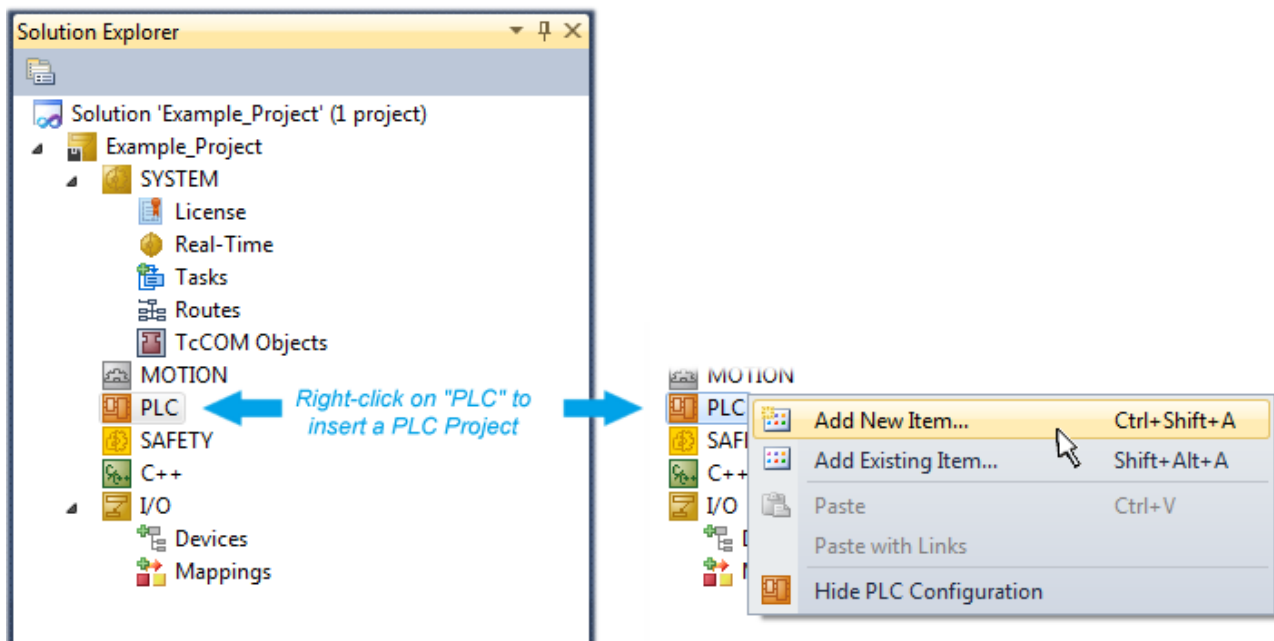 Solution Explorer
Solution 'Example_Project' (1 project)
Example_Project
SYSTEM
License
Real-Time
Tasks
Routes
TcCOM Objects
MOTION
PLC
SAFETY
C++
I/O
Devices
Mappings
Right-click on "PLC" to
insert a PLC Project
MOTION
PLC
SAF
C++
I/O
Add New Item... Ctrl+Shift+A
Add Existing Item... Shift+Alt+A
Paste Ctrl+V
Paste with Links
Hide PLC Configuration